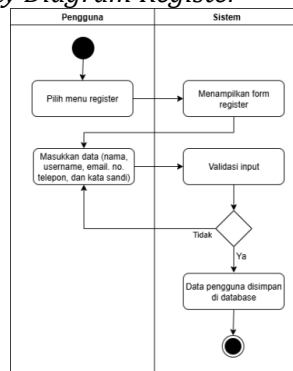 y Diagram Register
Pengguna
Sistem
Pilih menu register
Menampilkan form
register
Masukkan data (nama,
username, email. no.
telepon, dan kata sandi)
Validasi input
Tidak
Ya
Data pengguna disimpan
di database